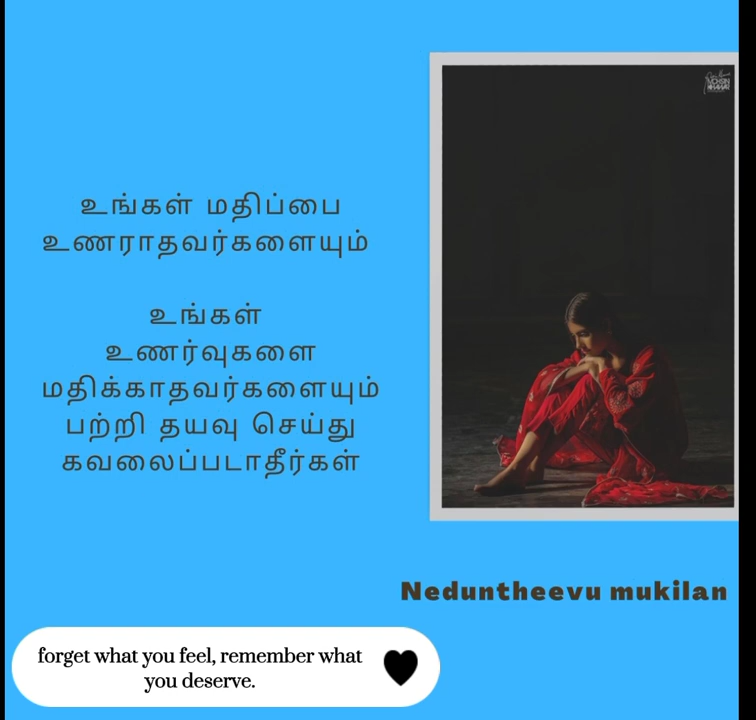 உங்கள் மதிப்பை
உணராதவர்களையும்
உங்கள்
உணர்வுகளை
மதிக்காதவர்களையும்
பற்றி தயவு செய்து
கவலைப்படாதீர்கள்
Neduntheevu mukilan
forget what you feel, remember what
you deserve.